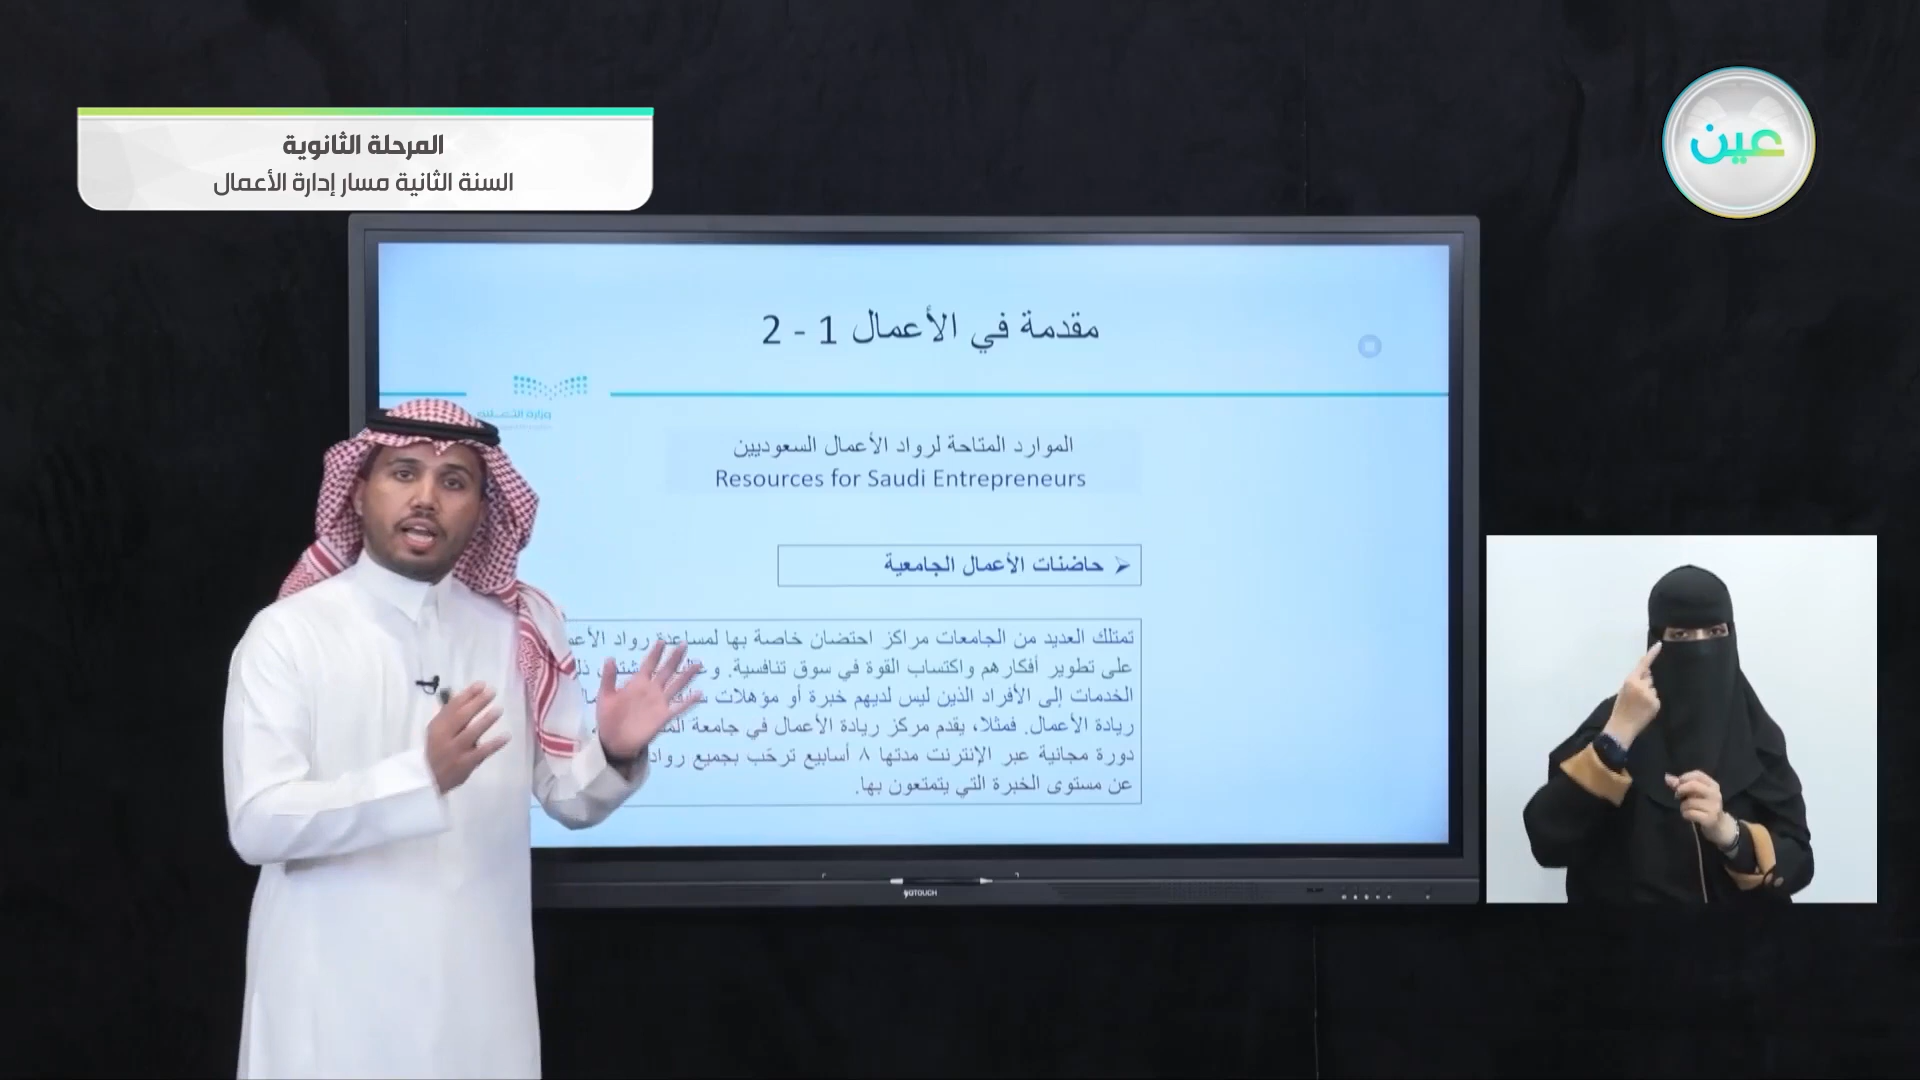 المرحلة الثانوية
السنة الثانية مسار إدارة الأعمال
عين
مقدمة في الأعمال 1 - 2
وزارة التعليم
الموارد المتاحة لرواد الأعمال السعوديين
Resources for Saudi Entrepreneurs
حاضنات الأعمال الجامعية
تمتلك العديد من الجامعات مراكز احتضان خاصة بها لمساعدة رواد
على تطوير أفكارهم واكتساب القوة في سوق تنافسية.
الخدمات إلى الأفراد الذين ليس لديهم خبرة أو مؤهلات
ريادة الأعمال. فمثلا، يقدم مركز ريادة الأعمال في جامعة
دورة مجانية عبر الإنترنت مدتها ٨ أسابيع ترحّب بجميع رواد
عن مستوى الخبرة التي يتمتعون بها.
IQTOUCH